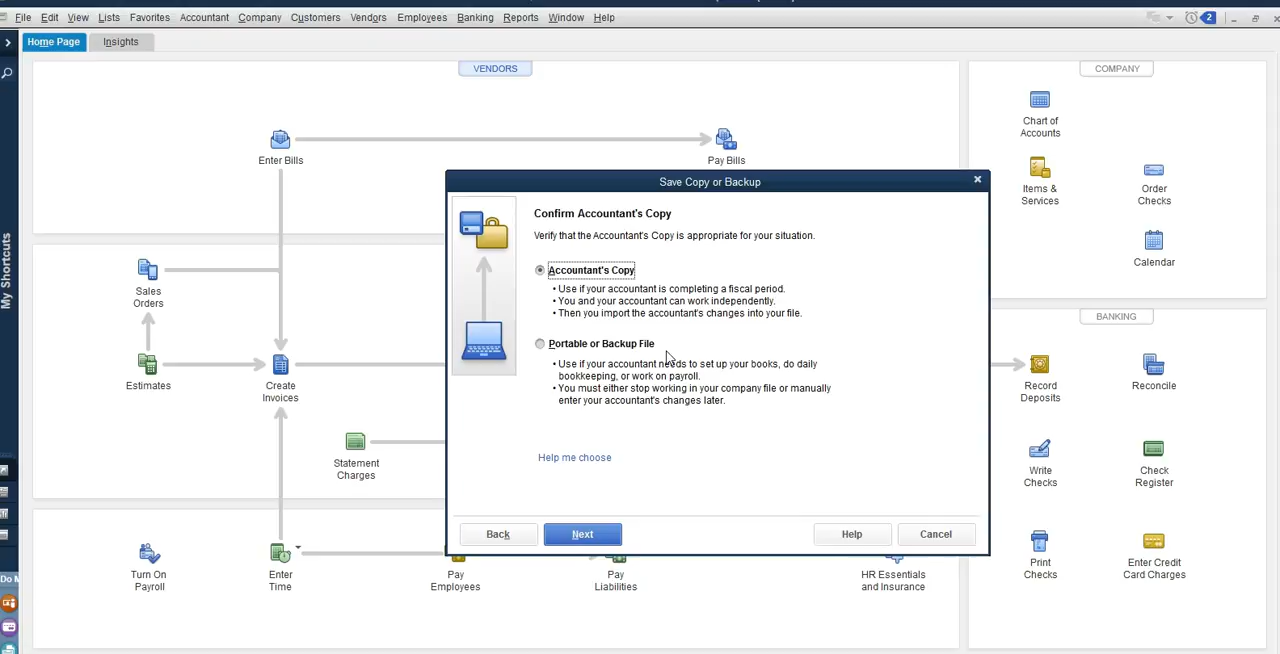 File Edit View Lists Favorites Accountant Company Customers Vendors Employees Banking Reports Window Help
2
Home Page Insights
VENDORS
COMPANY
Enter Bills
Pay Bills
Chart of
Accounts
Items &
Services
Order
Checks
Calendar
My Shortcuts
Save Copy or Backup
Confirm Accountant's Copy
Verify that the Accountant's Copy is appropriate for your situation.
Accountant's Copy
• Use if your accountant is completing a fiscal period.
• You and your accountant can work independently.
• Then you import the accountant's changes into your file.
Portable or Backup File
• Use if your accountant needs to set up your books, do daily
bookkeeping, or work on payroll.
• You must either stop working in your company file or manually
enter your accountant's changes later.
Help me choose
Back Next Help Cancel
Sales
Orders
Estimates
Create
Invoices
Statement
Charges
BANKING
Record
Deposits
Reconcile
Write
Checks
Check
Register
Print
Checks
Enter Credit
Card Charges
Turn On
Payroll
Enter
Time
Pay
Employees
Pay
Liabilities
HR Essentials
and Insurance
Do